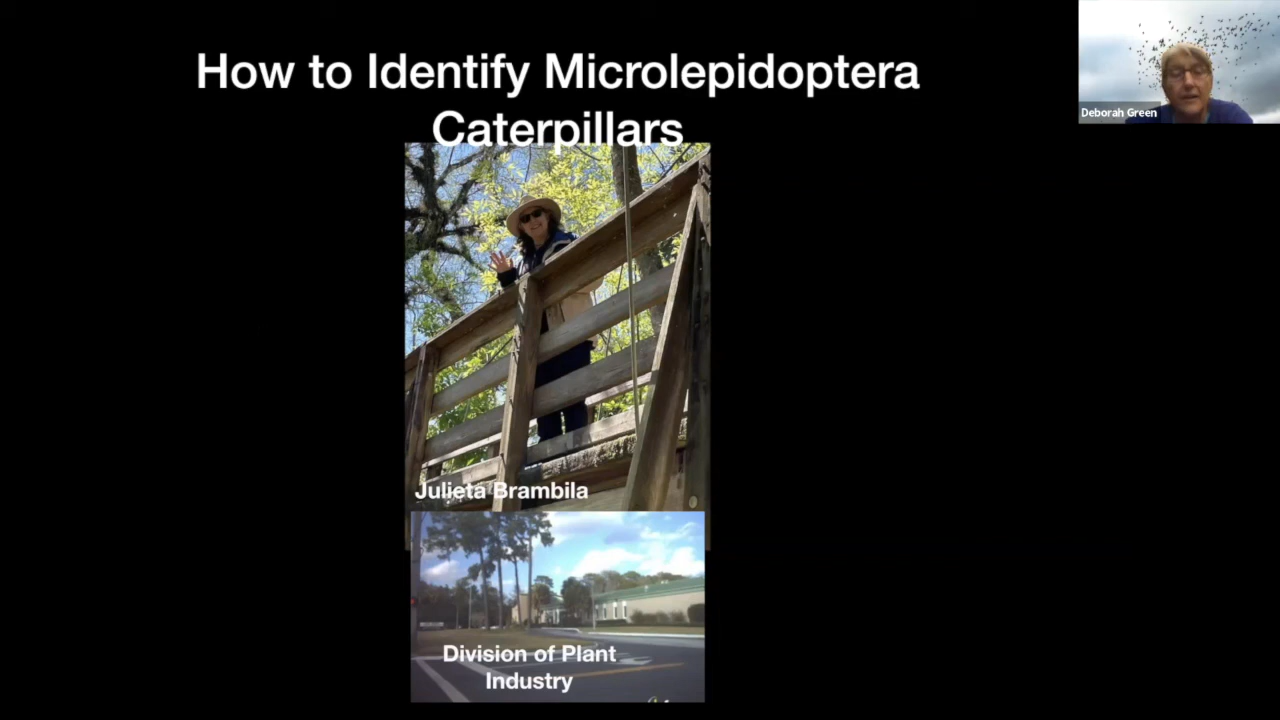 How to Identify Microlepidoptera
Caterpillars
Deborah Green
Julieta Brambila
Division of Plant
Industry